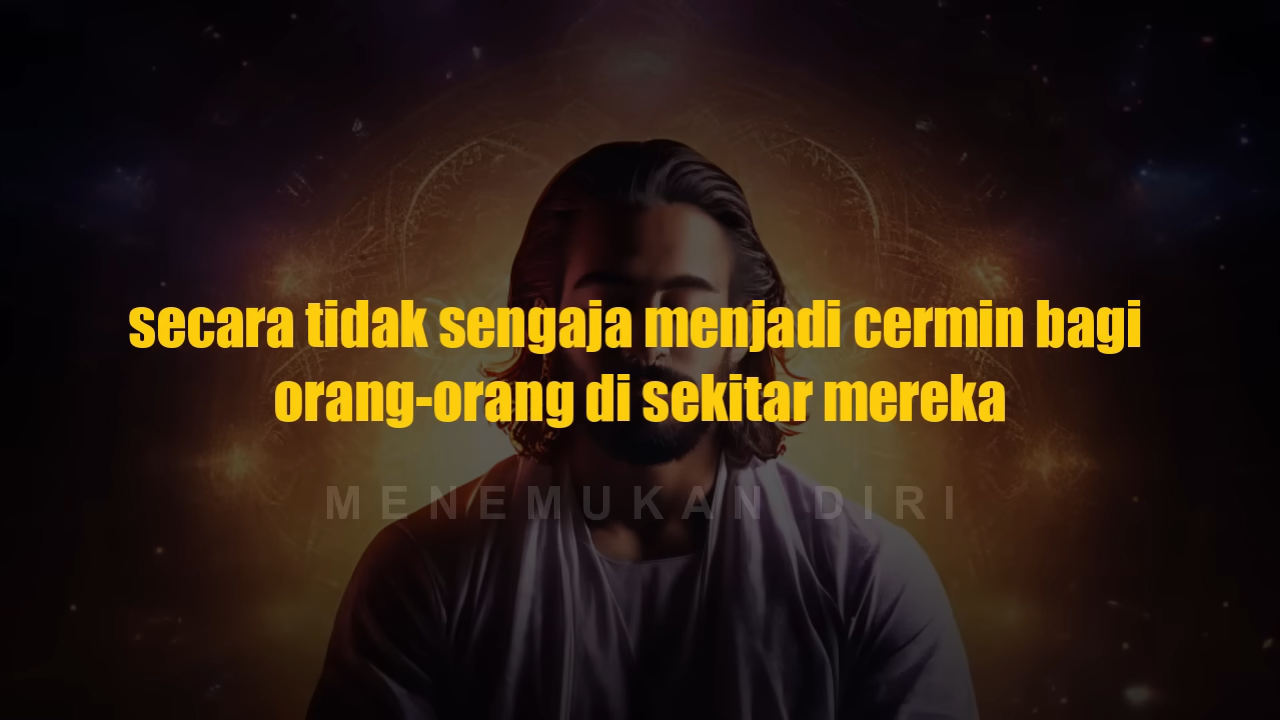 secara tidak sengaja menjadi cermin bagi
orang-orang di sekitar mereka
MENEMUKAN DIRI